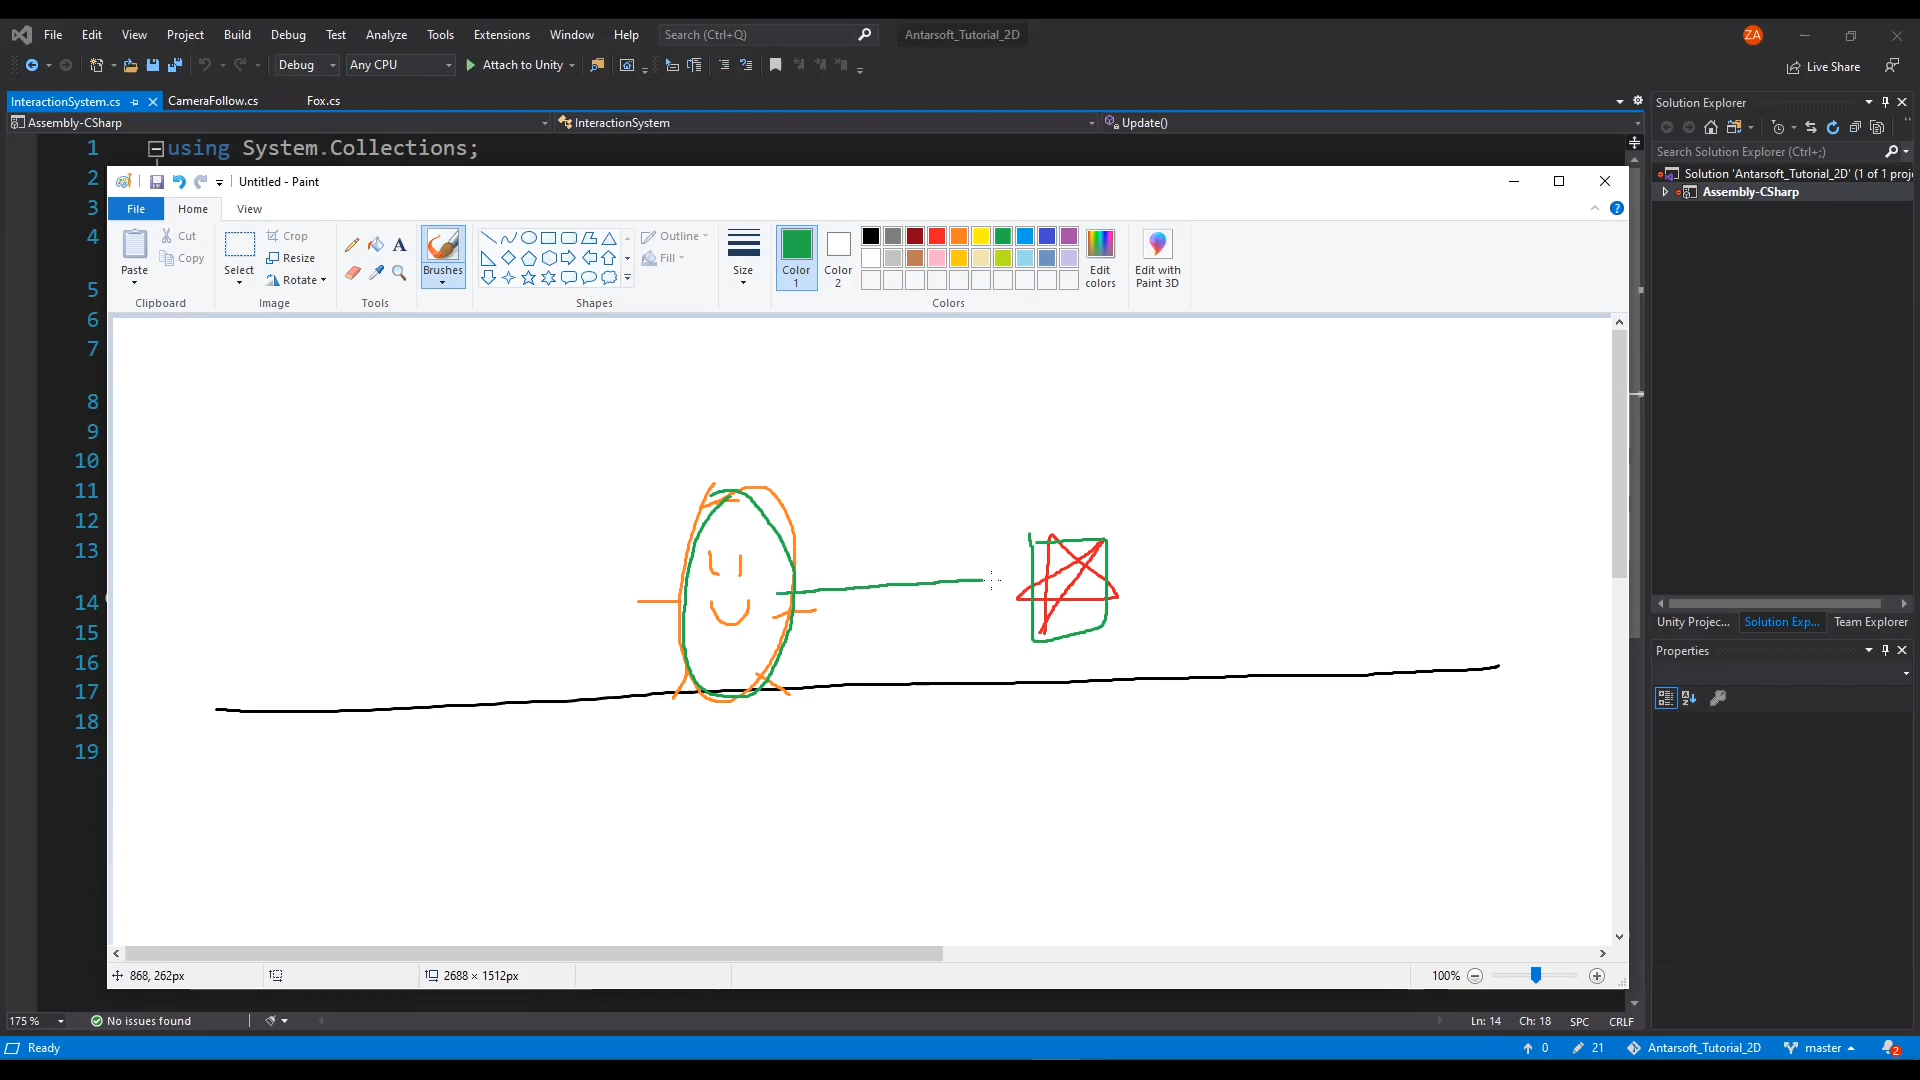 File Edit View Project Build Debug Test Analyze Tools Extensions Window Help Search (Ctrl+Q) Antarsoft_Tutorial_2D ZA
Debug Any CPU Attach to Unity Live Share
InteractionSystem.cs CameraFollow.cs Fox.cs
Assembly-CSharp InteractionSystem Update()
1 using System.Collections;
2
3
4
5
6
7
8
9
10
11
12
13
14
15
16
17
18
19
Untitled - Paint
File Home View
Paste Cut Copy
Clipboard
Select Crop Resize Rotate
Image
A
Tools
Brushes
Outline Fill
Shapes
Size
Color 1
Color 2
Edit colors
Colors
Edit with Paint 3D
868, 262px 2688 × 1512px 100%
Solution Explorer
Search Solution Explorer (Ctrl+;)
Solution 'Antarsoft_Tutorial_2D' (1 of 1 proj
Assembly-CSharp
Unity Projec... Solution Exp... Team Explorer
Properties
175 % No issues found Ln: 14 Ch: 18 SPC CRLF
Ready 0 21 Antarsoft_Tutorial_2D master 2